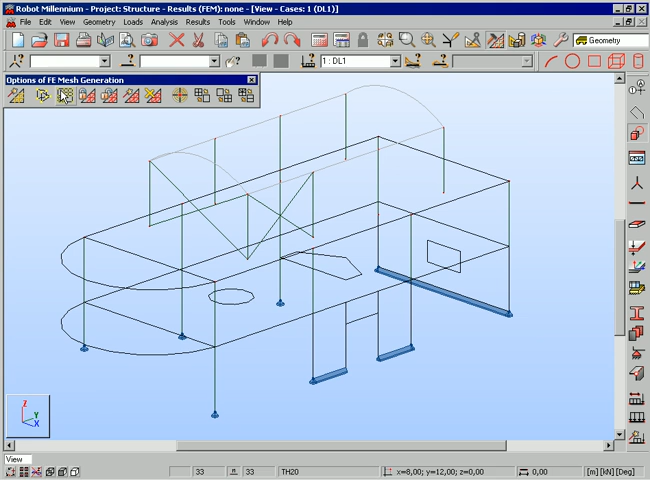 Robot Millennium - Project: Structure - Results (FEM): none - [View - Cases: 1 (DL1)]
File Edit View Geometry Loads Analysis Results Tools Window Help
Geometry
1 : DL1
Options of FE Mesh Generation
Z
Y
X
View
33 33 TH20 x=8,00; y=12,00; z=0,00 0,00 [m] [kN] [Deg]